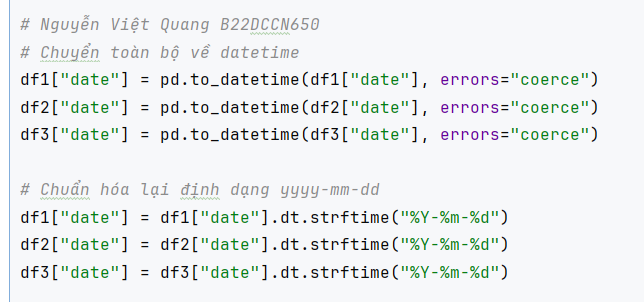 # Nguyễn Việt Quang B22DCCN650
# Chuyển toàn bộ về datetime
df1["date"] = pd.to_datetime(df1["date"], errors="coerce")
df2["date"] = pd.to_datetime(df2["date"], errors="coerce")
df3["date"] = pd.to_datetime(df3["date"], errors="coerce")
# Chuẩn hóa lại định dạng yyyy-mm-dd
df1["date"] = df1["date"].dt.strftime("%Y-%m-%d")
df2["date"] = df2["date"].dt.strftime("%Y-%m-%d")
df3["date"] = df3["date"].dt.strftime("%Y-%m-%d")